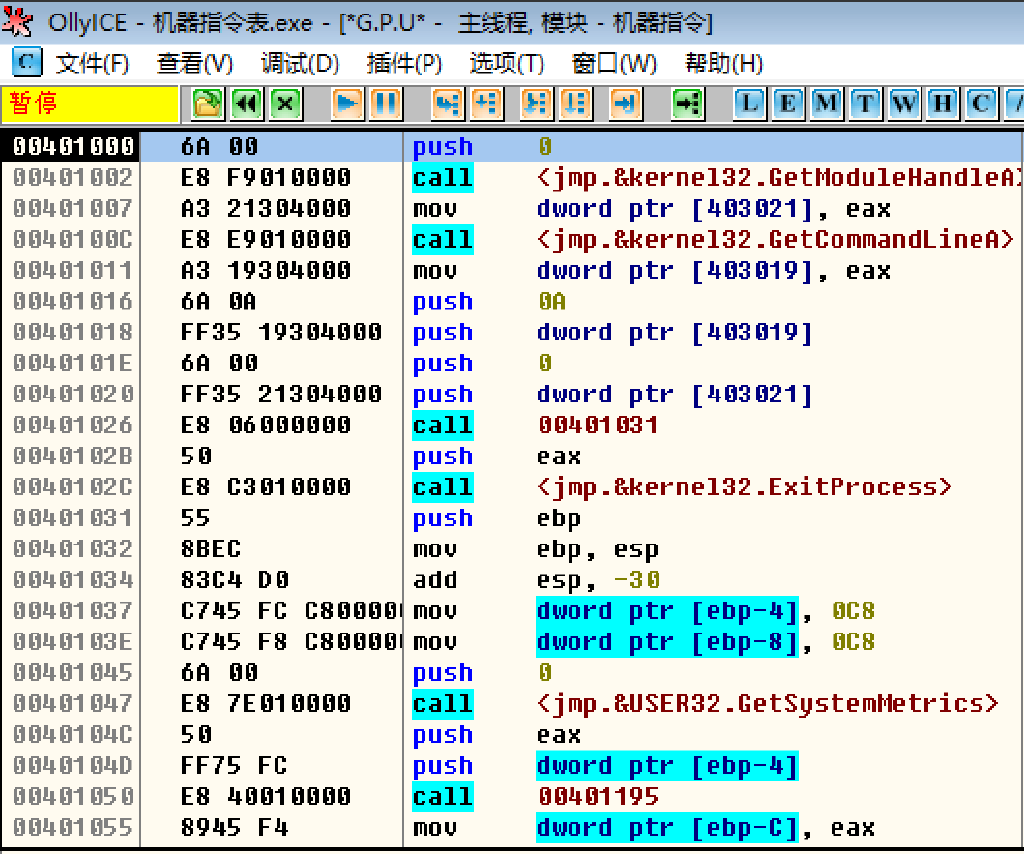 OllyICE - 机器指令表.exe - [*G.P.U* - 主线程, 模块 - 机器指令]
C 文件(F) 查看(V) 调试(D) 插件(P) 选项(T) 窗口(W) 帮助(H)
暂停 L E M T W H C /
00401000 6A 00 push 0
00401002 E8 F9010000 call <jmp.&kernel32.GetModuleHandleA>
00401007 A3 21304000 mov dword ptr [403021], eax
0040100C E8 E9010000 call <jmp.&kernel32.GetCommandLineA>
00401011 A3 19304000 mov dword ptr [403019], eax
00401016 6A 0A push 0A
00401018 FF35 19304000 push dword ptr [403019]
0040101E 6A 00 push 0
00401020 FF35 21304000 push dword ptr [403021]
00401026 E8 06000000 call 00401031
0040102B 50 push eax
0040102C E8 C3010000 call <jmp.&kernel32.ExitProcess>
00401031 55 push ebp
00401032 8BEC mov ebp, esp
00401034 83C4 D0 add esp, -30
00401037 C745 FC C80000 mov dword ptr [ebp-4], 0C8
0040103E C745 F8 C80000 mov dword ptr [ebp-8], 0C8
00401045 6A 00 push 0
00401047 E8 7E010000 call <jmp.&USER32.GetSystemMetrics>
0040104C 50 push eax
0040104D FF75 FC push dword ptr [ebp-4]
00401050 E8 40010000 call 00401195
00401055 8945 F4 mov dword ptr [ebp-C], eax